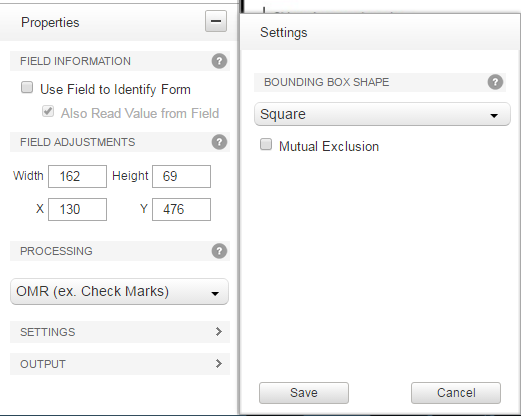 Properties
FIELD INFORMATION
Use Field to Identify Form
Also Read Value from Field
FIELD ADJUSTMENTS
Width 162 Height 69
X 130 Y 476
PROCESSING
OMR (ex. Check Marks)
SETTINGS
OUTPUT
Settings
BOUNDING BOX SHAPE
Square
Mutual Exclusion
Save Cancel